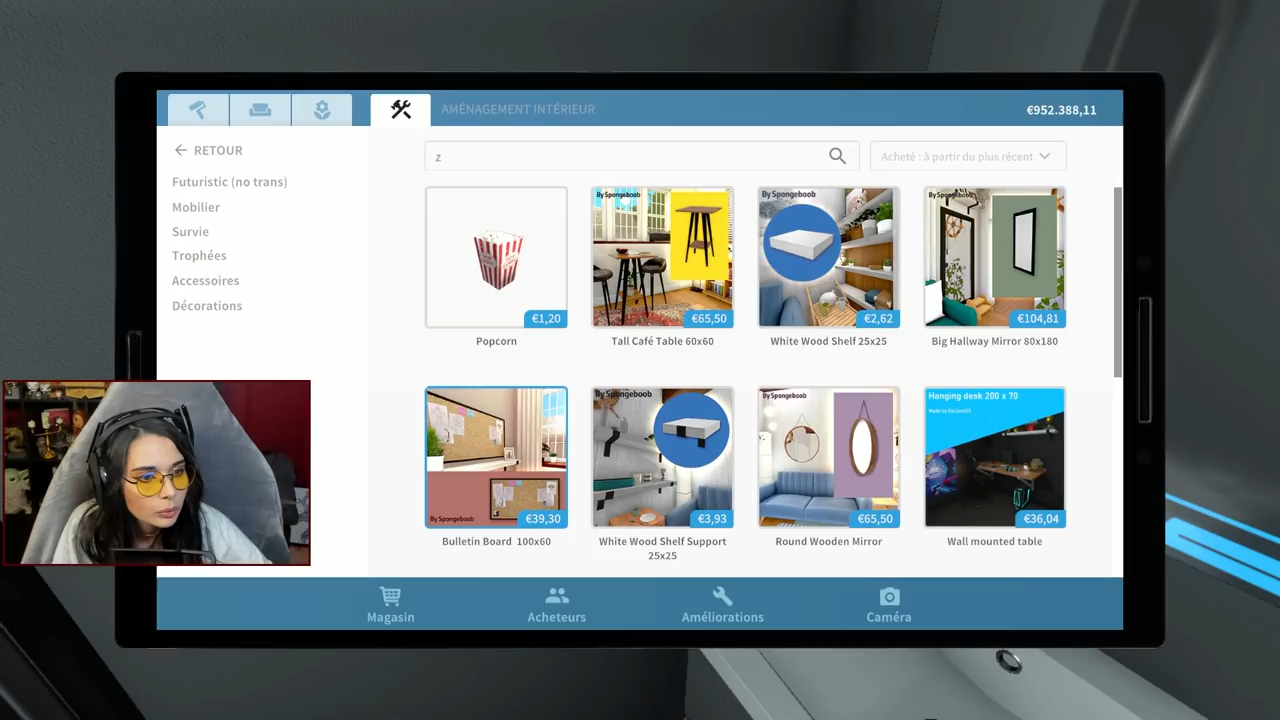 AMÉNAGEMENT INTÉRIEUR
€952.388,11
RETOUR
Futuristic (no trans)
Mobilier
Survie
Trophées
Accessoires
Décorations
z
Acheté : à partir du plus récent
€1,20
Popcorn
By Spongeboob
€65,50
Tall Café Table 60x60
By Spongeboob
€2,62
White Wood Shelf 25x25
By Spongeboob
€104,81
Big Hallway Mirror 80x180
By Spongeboob
€39,30
Bulletin Board 100x60
By Spongeboob
€3,93
White Wood Shelf Support
25x25
By Spongeboob
€65,50
Round Wooden Mirror
Hanging desk 200 x 70
€36,04
Wall mounted table
Magasin
Acheteurs
Améliorations
Caméra